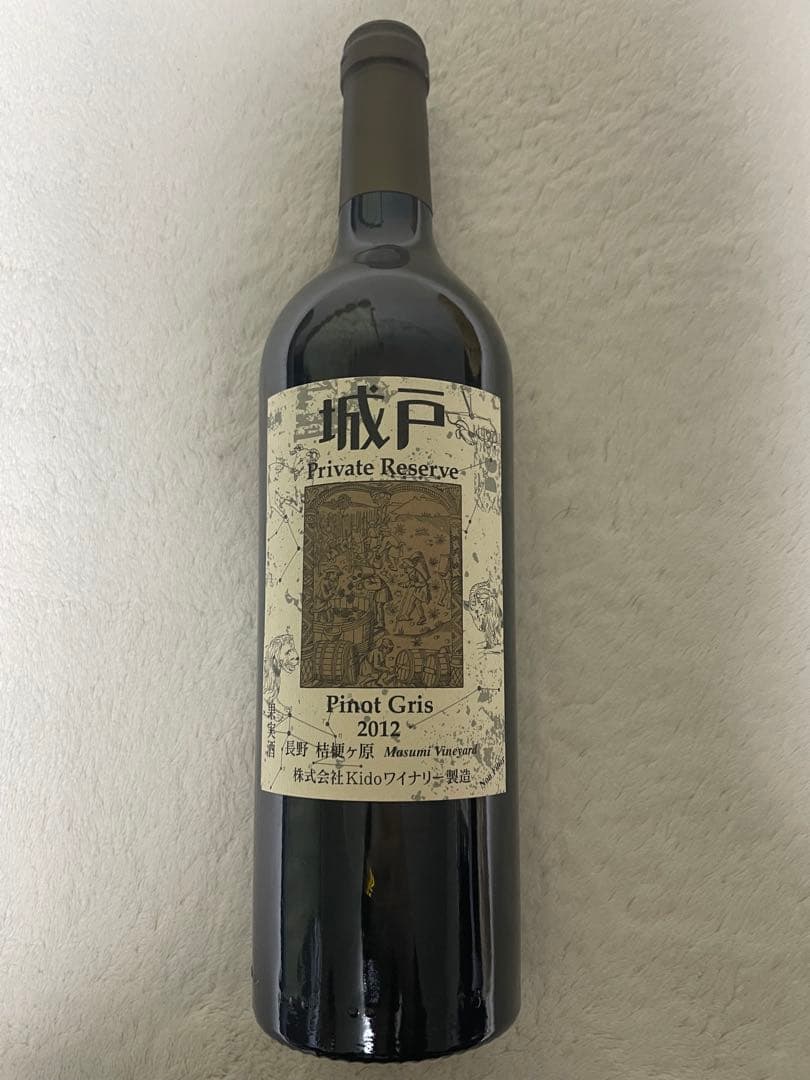 城戸
Private Reserve
Pinot Gris
2012
果実酒
長野 桔梗ヶ原 Masumi Vineyard
株式会社Kidoワイナリー製造